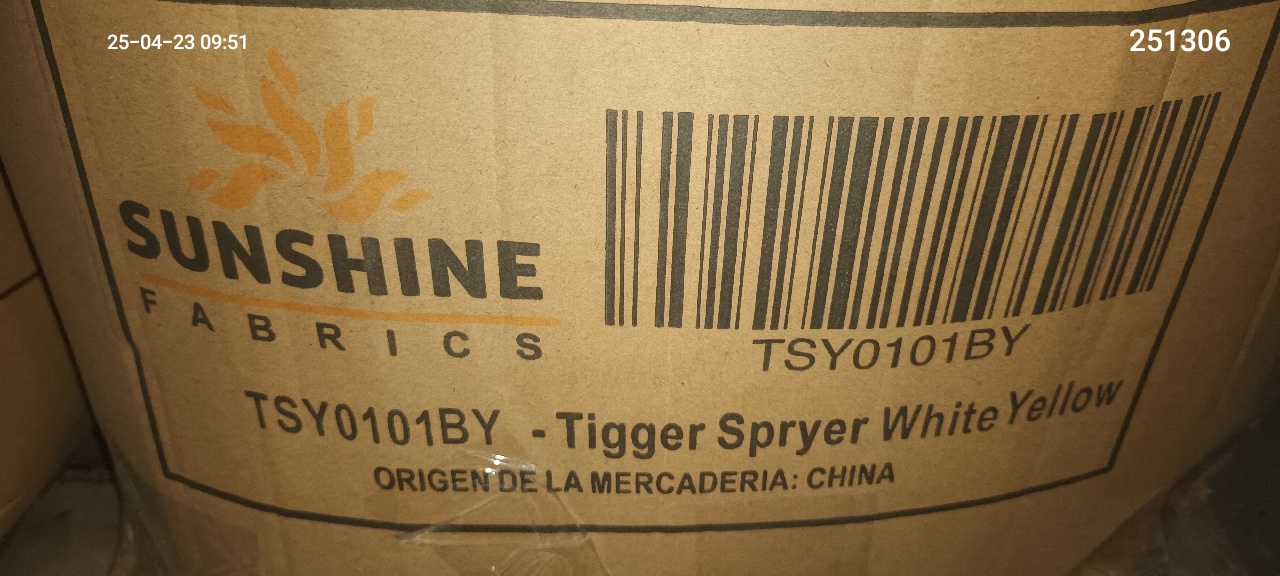 25-04-23 09:51
251306
SUNSHINE
FABRICS
TSY0101BY
TSY0101BY - Tigger Spryer White Yellow
ORIGEN DE LA MERCADERIA: CHINA